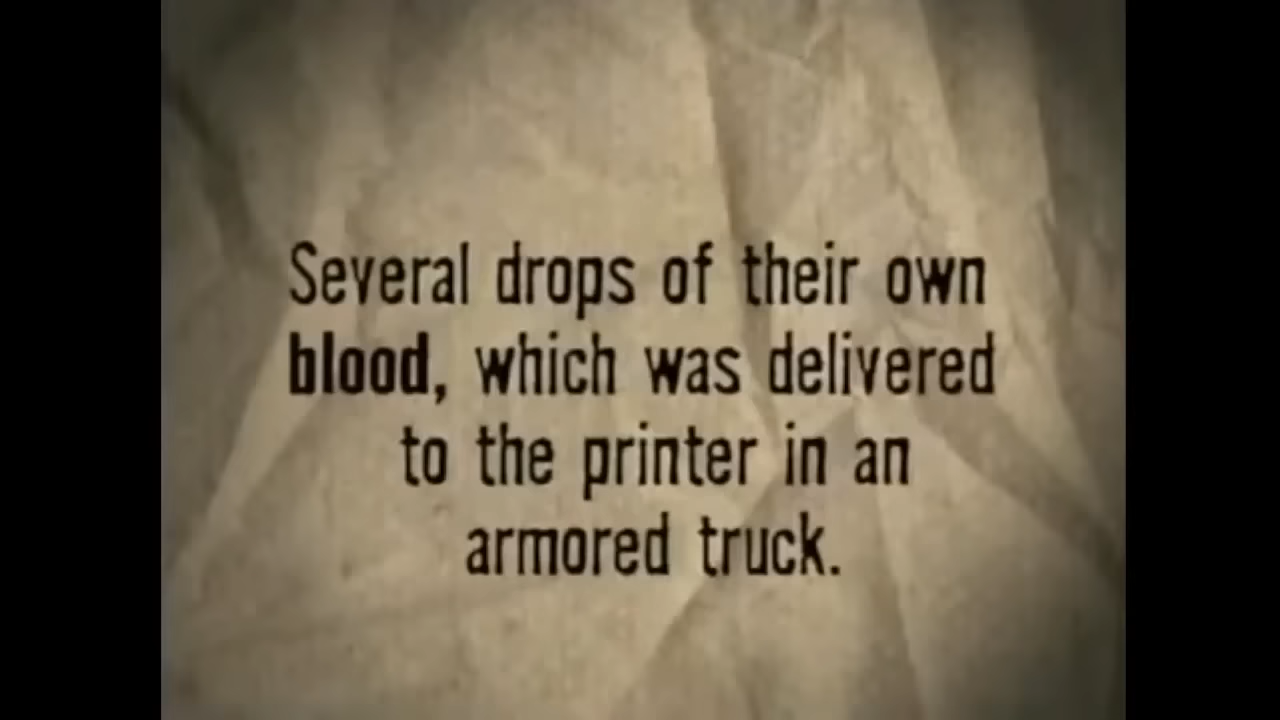 Several drops of their own
blood, which was delivered
to the printer in an
armored truck.